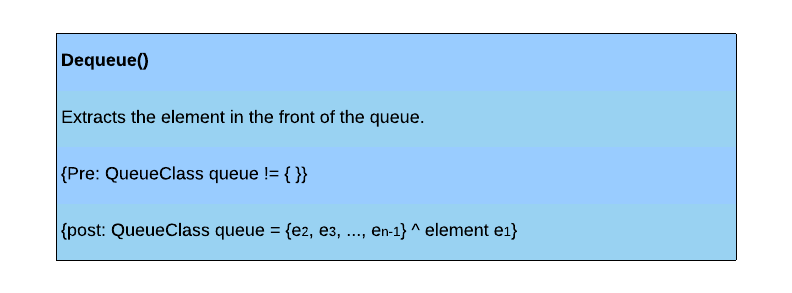 Dequeue()
Extracts the element in the front of the queue.
{Pre: QueueClass queue != { }}
{post: QueueClass queue = {e2, e3, ..., en-1} ^ element e1}